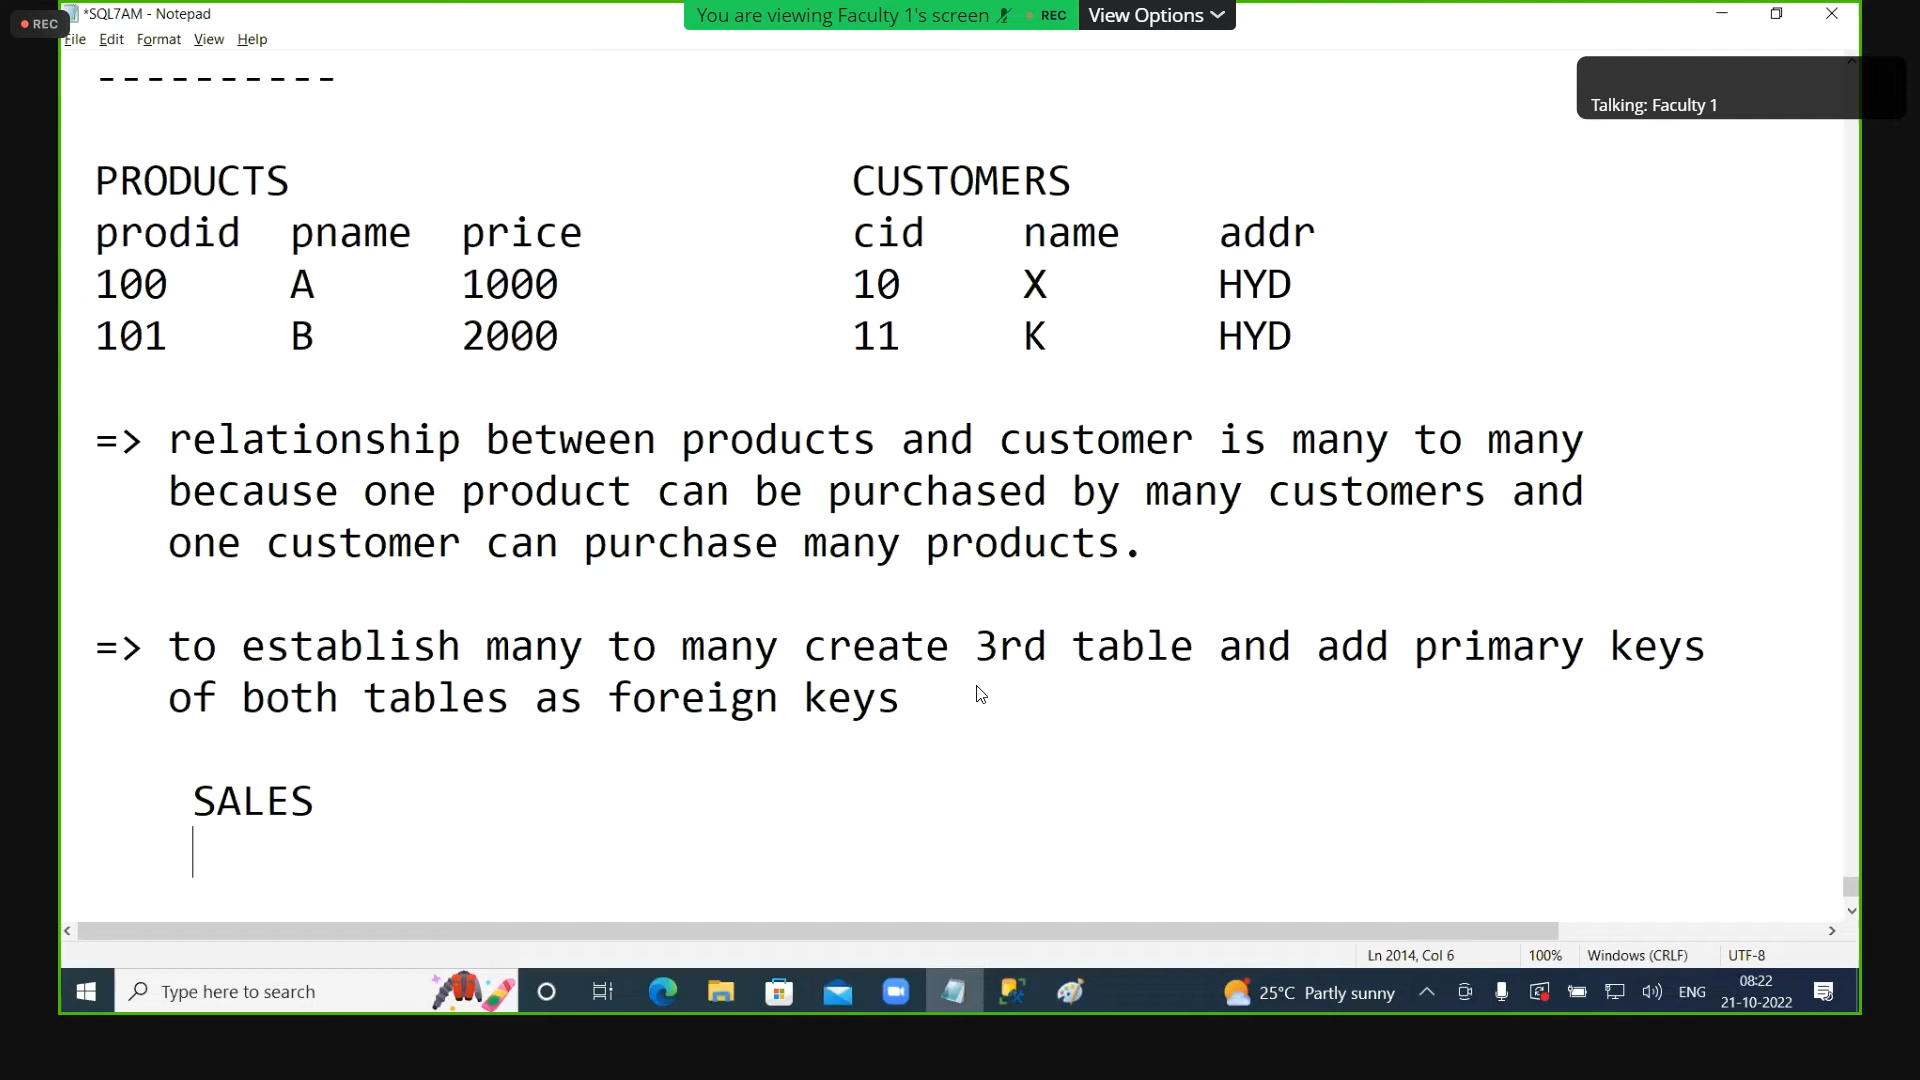 REC
*SQL7AM - Notepad
You are viewing Faculty 1's screen REC View Options
File Edit Format View Help
----------
Talking: Faculty 1
PRODUCTS CUSTOMERS
prodid pname price cid name addr
100 A 1000 10 X HYD
101 B 2000 11 K HYD
=> relationship between products and customer is many to many
because one product can be purchased by many customers and
one customer can purchase many products.
=> to establish many to many create 3rd table and add primary keys
of both tables as foreign keys
SALES
Ln 2014, Col 6 100% Windows (CRLF) UTF-8
Type here to search 25°C Partly sunny ENG 08:22
21-10-2022